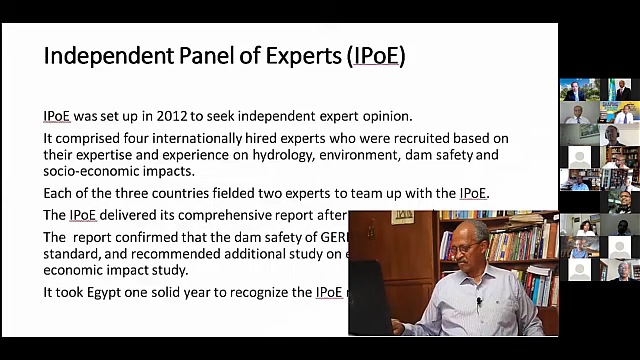 Independent Panel of Experts (IPoE)
IPoE was set up in 2012 to seek independent expert opinion.
It comprised four internationally hired experts who were recruited based on
their expertise and experience on hydrology, environment, dam safety and
socio-economic impacts.
Each of the three countries fielded two experts to team up with the IPoE.
The IPoE delivered its comprehensive report after
The report confirmed that the dam safety of GER
standard, and recommended additional study on
economic impact study.
It took Egypt one solid year to recognize the IPoE